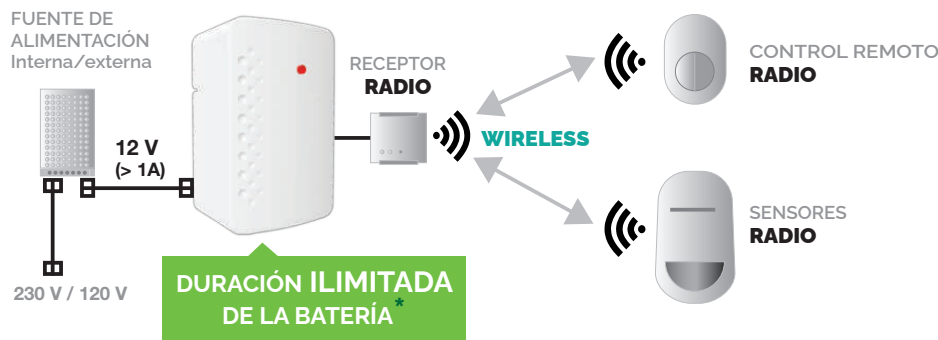 FUENTE DE
ALIMENTACIÓN
Interna/externa
RECEPTOR
RADIO
CONTROL REMOTO
RADIO
12 V
(> 1A)
WIRELESS
SENSORES
RADIO
230 V / 120 V
DURACIÓN ILIMITADA
DE LA BATERÍA*